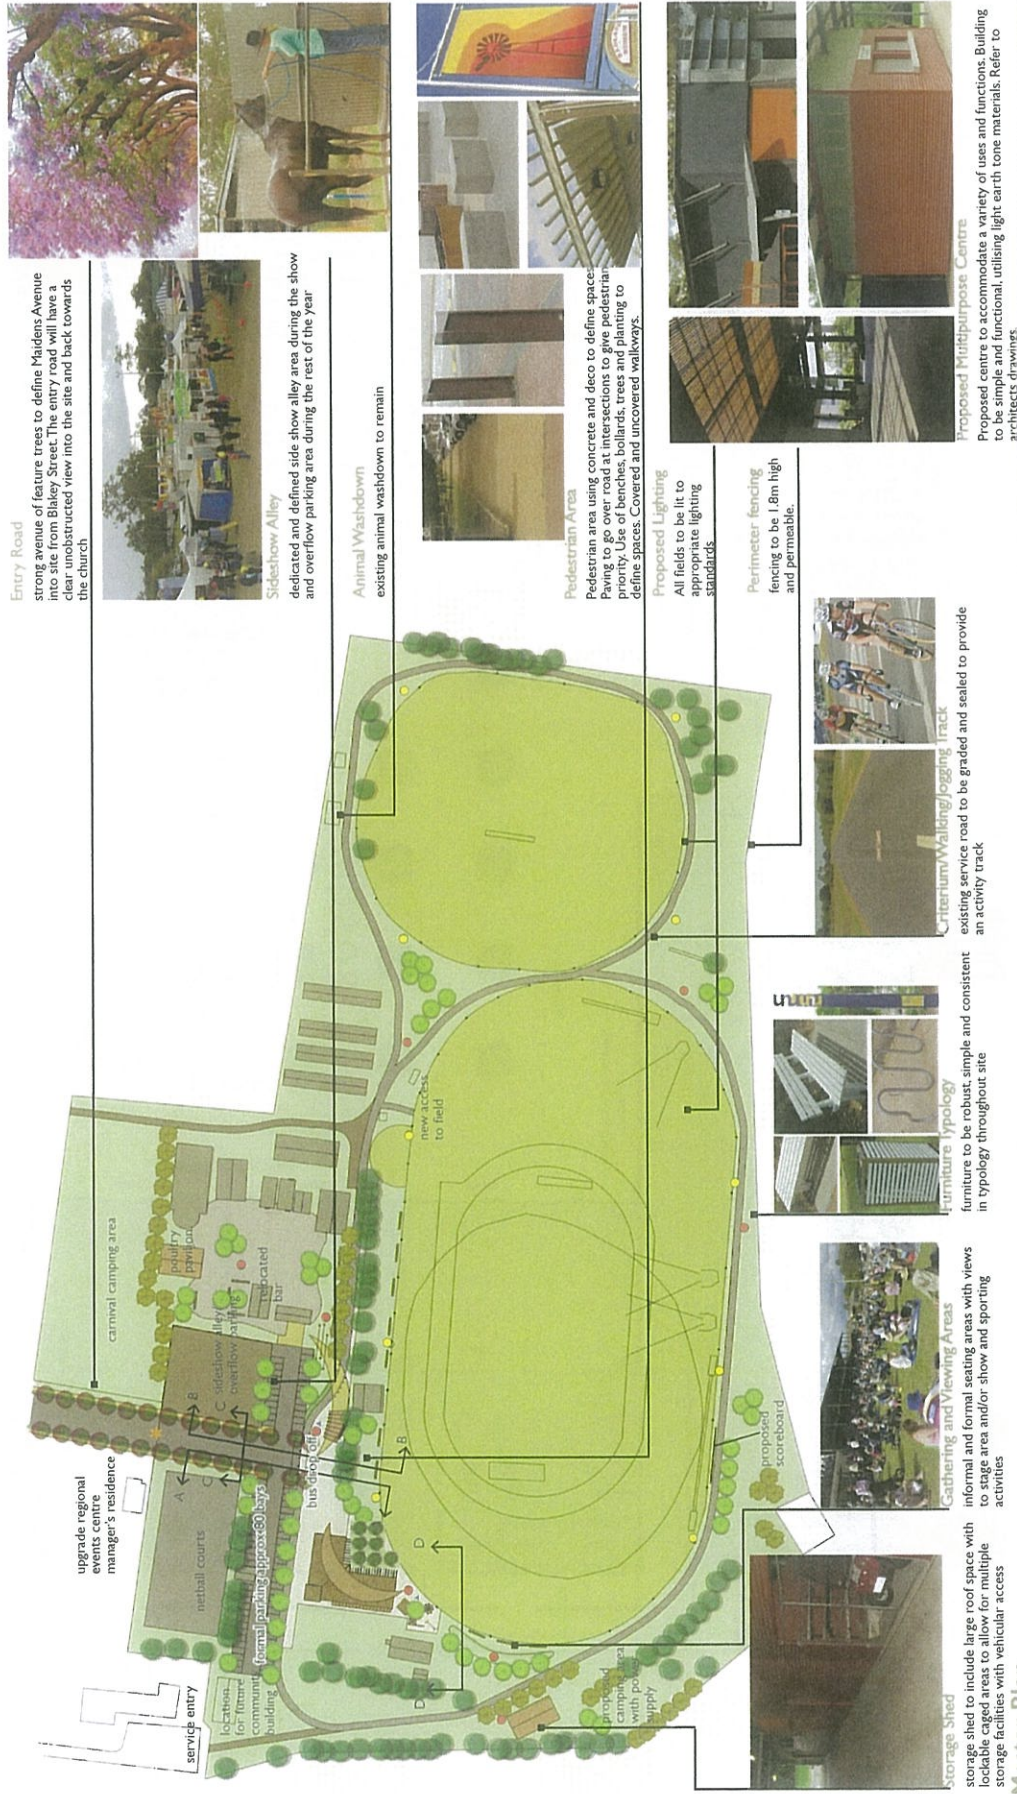 Entry Road
strong avenue of feature trees to define Maidens Avenue
into site from Blakey Street. The entry road will have a
clear unobstructed view into the site and back towards
the church
Sideshow Alley
dedicated and defined side show alley area during the show
and overflow parking area during the rest of the year
Animal Washdown
existing animal washdown to remain
Pedestrian Area
Pedestrian area using concrete and deco to define spaces
Paving to go over road at intersections to give pedestrian
priority. Use of benches, bollards, trees and planting to
define spaces. Covered and uncovered walkways.
Proposed Lighting
All fields to be lit to
appropriate lighting
standards
Perimeter fencing
fencing to be 1.8m high
and permeable.
Proposed Multipurpose Centre
Proposed centre to accommodate a variety of uses and functions. Building
to be simple and functional, utilising light earth tone materials. Refer to
architects drawings
upgrade regional
events centre
manager's residence
carnival camping area
poultry
pavilion
relocated
bar
sideshow alley
overflow parking
netball courts
formal parking approx 80 bays
bus drop off
service entry
location
for future
community
building
new access
to field
proposed
camping area
with power
supply
proposed
scoreboard
A
B
C
C
B
D
D
Storage Shed
storage shed to include large roof space with
lockable caged areas to allow for multiple
storage facilities with vehicular access
Gathering and Viewing Areas
informal and formal seating areas with views
to stage area and/or show and sporting
activities
Furniture Typology
furniture to be robust, simple and consistent
in typology throughout site
Criterium/Walking/Jogging Track
existing service road to be graded and sealed to provide
an activity track